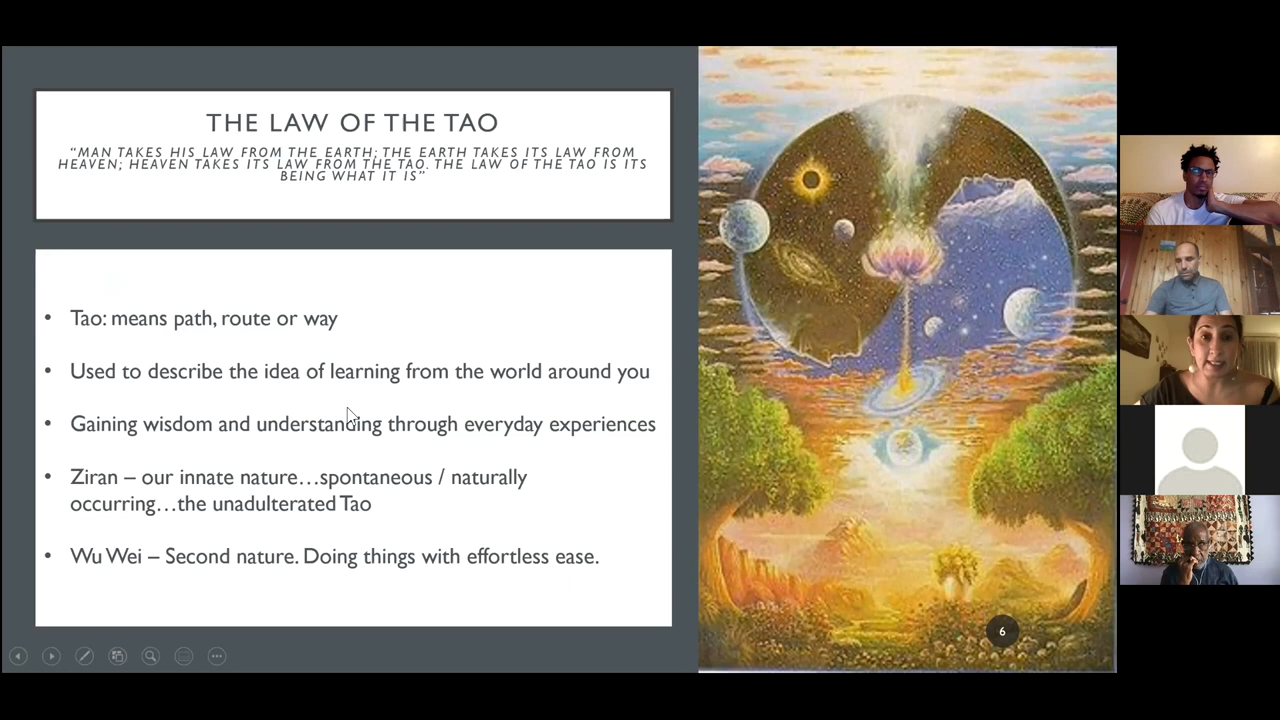 THE LAW OF THE TAO
“MAN TAKES HIS LAW FROM THE EARTH; THE EARTH TAKES ITS LAW FROM
HEAVEN; HEAVEN TAKES ITS LAW FROM THE TAO. THE LAW OF THE TAO IS ITS
BEING WHAT IT IS”
• Tao: means path, route or way
• Used to describe the idea of learning from the world around you
• Gaining wisdom and understanding through everyday experiences
• Ziran – our innate nature…spontaneous / naturally
occurring…the unadulterated Tao
• Wu Wei – Second nature. Doing things with effortless ease.
6